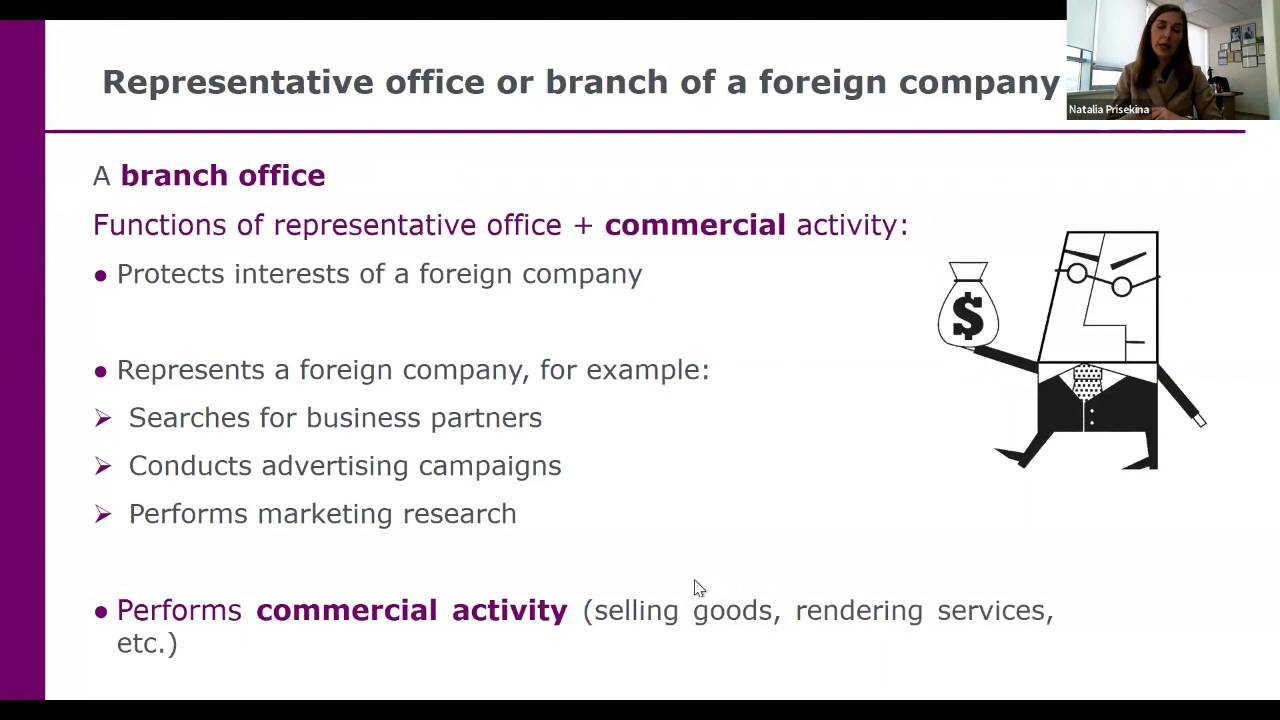 Representative office or branch of a foreign company
Natalia Prisekina
A branch office
Functions of representative office + commercial activity:
● Protects interests of a foreign company
● Represents a foreign company, for example:
➢ Searches for business partners
➢ Conducts advertising campaigns
➢ Performs marketing research
● Performs commercial activity (selling goods, rendering services,
etc.)
$